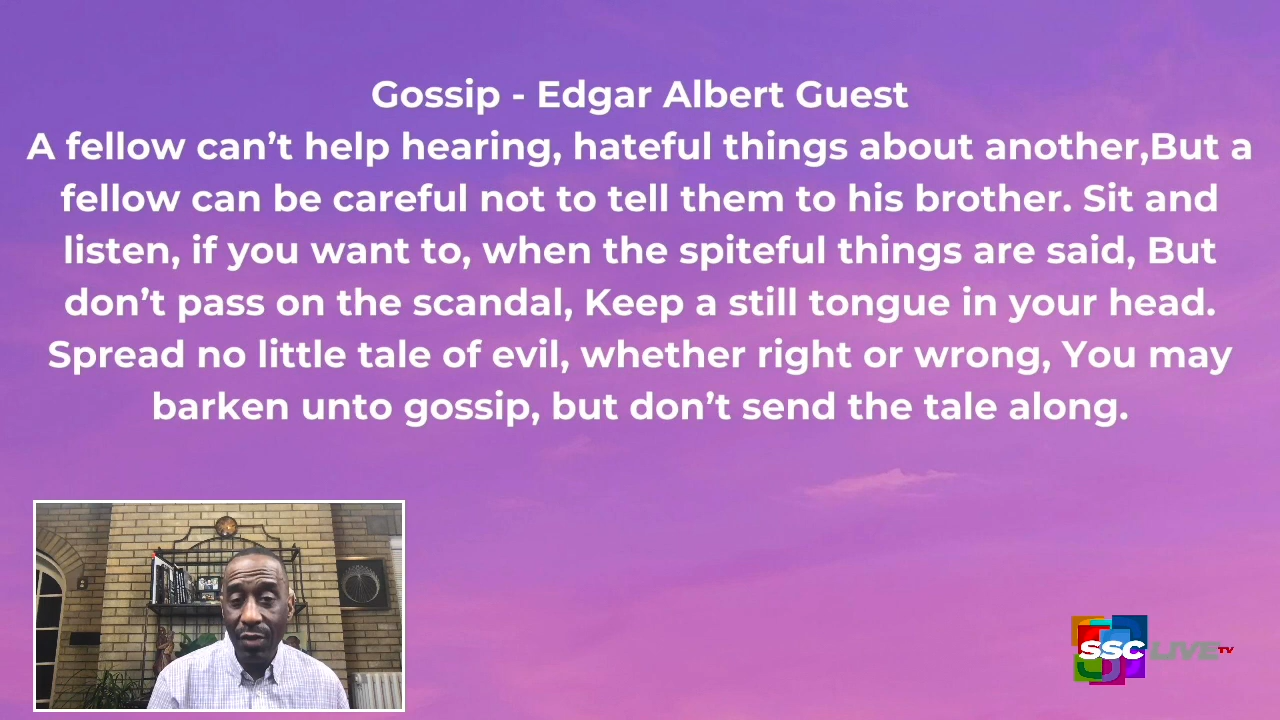 Gossip - Edgar Albert Guest
A fellow can’t help hearing, hateful things about another,But a
fellow can be careful not to tell them to his brother. Sit and
listen, if you want to, when the spiteful things are said, But
don’t pass on the scandal, Keep a still tongue in your head.
Spread no little tale of evil, whether right or wrong, You may
barken unto gossip, but don’t send the tale along.
SSC LIVE TV